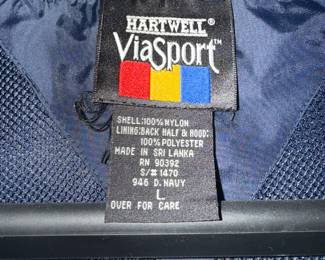 HARTWELL®
ViaSport™
SHELL:100% NYLON
LINING:BACK HALF & HOOD:
100% POLYESTER
MADE IN SRI LANKA
RN 90392
S/# 1470
946 D. NAVY
L
OVER FOR CARE